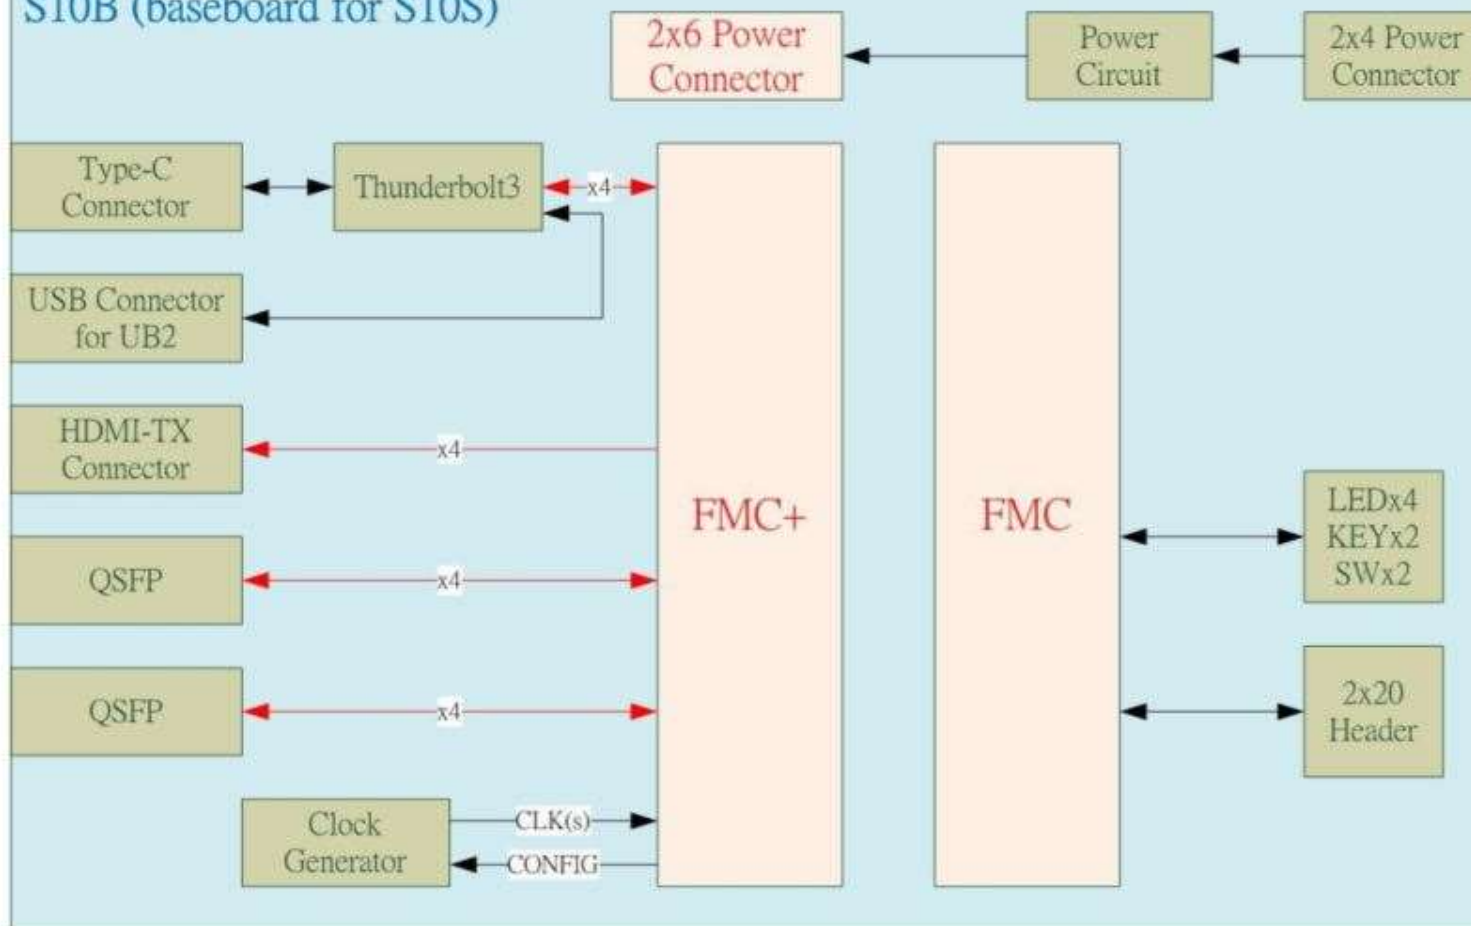 S10B (baseboard for S10S)
2x6 Power
Connector
Power
Circuit
2x4 Power
Connector
Type-C
Connector
Thunderbolt3
x4
USB Connector
for UB2
HDMI-TX
Connector
x4
FMC+
FMC
LEDx4
KEYx2
SWx2
QSFP
x4
QSFP
x4
2x20
Header
Clock
Generator
CLK(s)
CONFIG